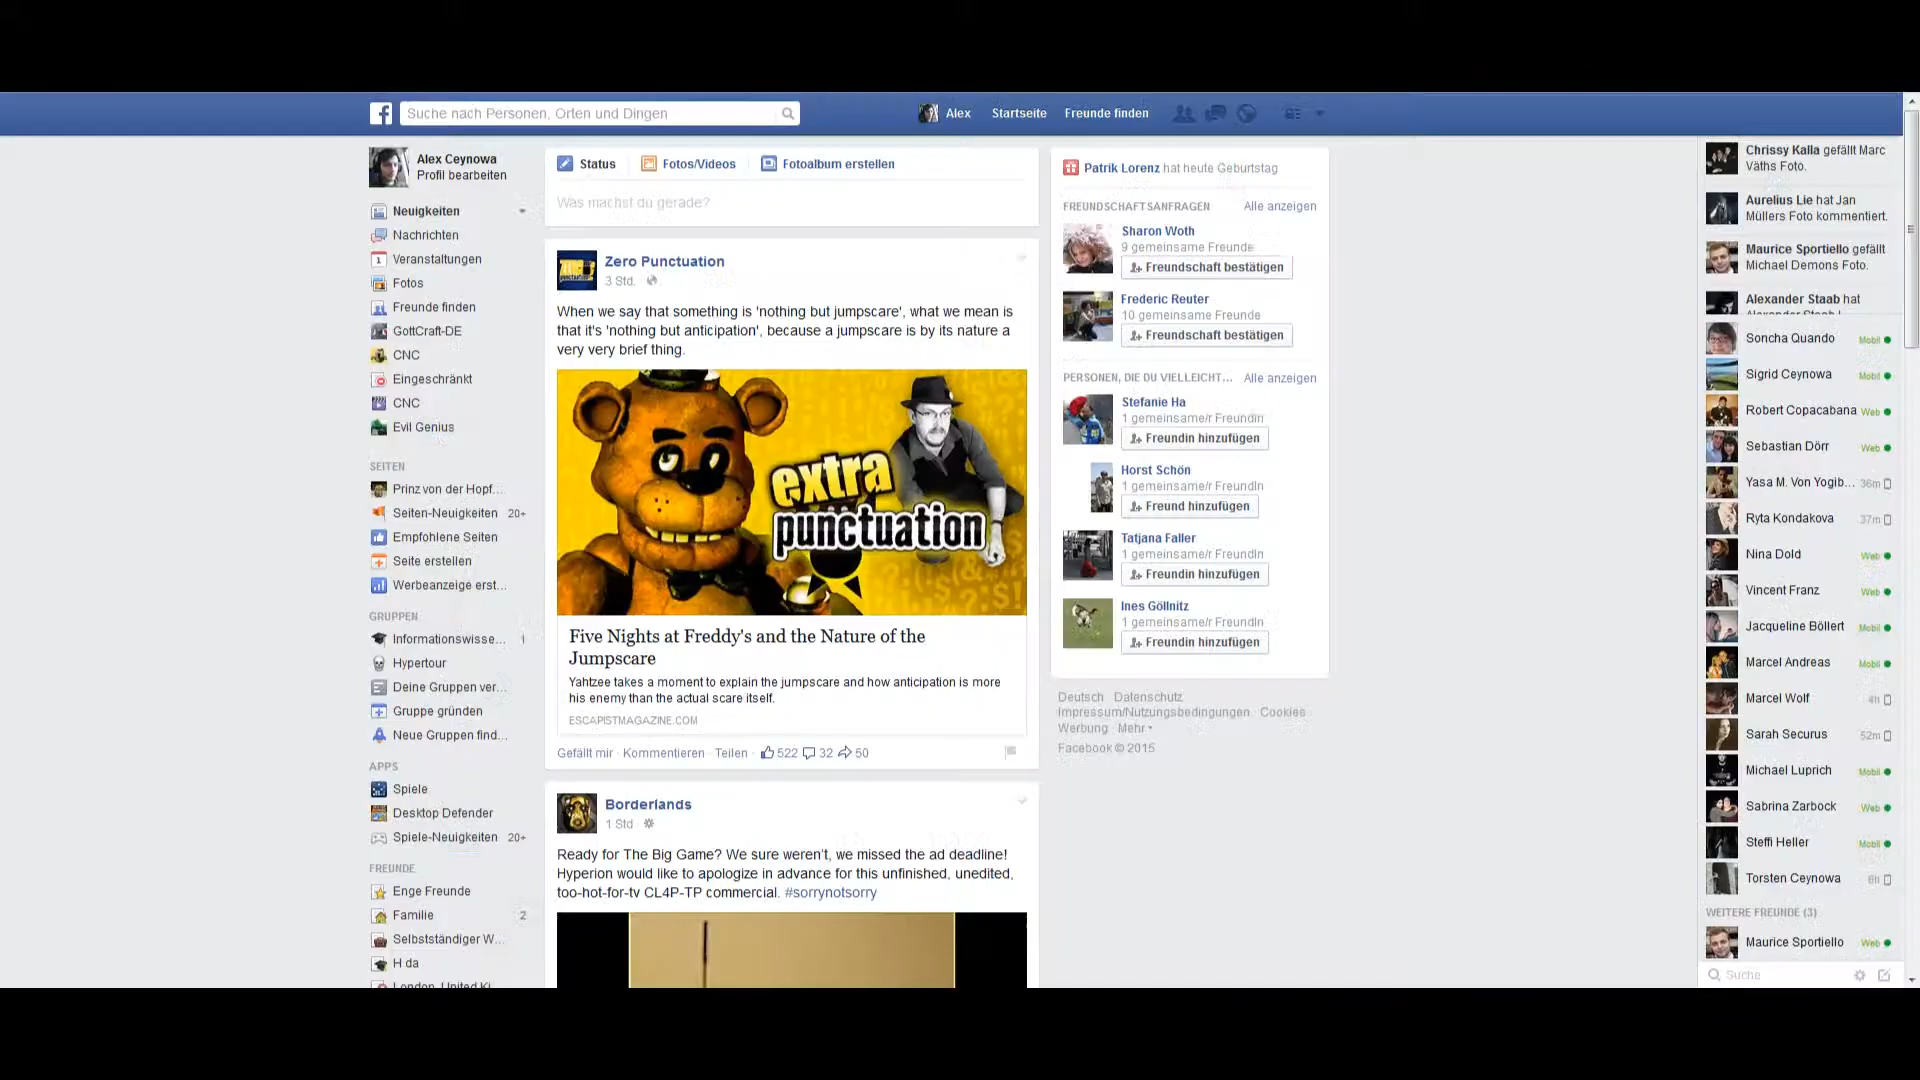 Suche nach Personen, Orten und Dingen
Alex Startseite Freunde finden
Alex Ceynowa
Profil bearbeiten
Neuigkeiten
Nachrichten
Veranstaltungen
Fotos
Freunde finden
GottCraft-DE
CNC
Eingeschränkt
CNC
Evil Genius
SEITEN
Prinz von der Hopf...
Seiten-Neuigkeiten 20+
Empfohlene Seiten
Seite erstellen
Werbeanzeige erst...
GRUPPEN
Informationswisse... 1
Hypertour
Deine Gruppen ver...
Gruppe gründen
Neue Gruppen find...
APPS
Spiele
Desktop Defender
Spiele-Neuigkeiten 20+
FREUNDE
Enge Freunde
Familie 2
Selbstständiger W...
H da
London, United Ki...
Status Fotos/Videos Fotoalbum erstellen
Was machst du gerade?
Zero Punctuation
3 Std.
When we say that something is 'nothing but jumpscare', what we mean is
that it's 'nothing but anticipation', because a jumpscare is by its nature a
very very brief thing.
extra
punctuation
Five Nights at Freddy's and the Nature of the
Jumpscare
Yahtzee takes a moment to explain the jumpscare and how anticipation is more
his enemy than the actual scare itself.
ESCAPISTMAGAZINE.COM
Gefällt mir · Kommentieren · Teilen · 522 32 50
Borderlands
1 Std ·
Ready for The Big Game? We sure weren't, we missed the ad deadline!
Hyperion would like to apologize in advance for this unfinished, unedited,
too-hot-for-tv CL4P-TP commercial. #sorrynotsorry
Patrik Lorenz hat heute Geburtstag
FREUNDSCHAFTSANFRAGEN Alle anzeigen
Sharon Woth
9 gemeinsame Freunde
Freundschaft bestätigen
Frederic Reuter
10 gemeinsame Freunde
Freundschaft bestätigen
PERSONEN, DIE DU VIELLEICHT... Alle anzeigen
Stefanie Ha
1 gemeinsame/r FreundIn
Freundin hinzufügen
Horst Schön
1 gemeinsame/r FreundIn
Freund hinzufügen
Tatjana Faller
1 gemeinsame/r FreundIn
Freundin hinzufügen
Ines Göllnitz
1 gemeinsame/r FreundIn
Freundin hinzufügen
Deutsch Datenschutz
Impressum/Nutzungsbedingungen Cookies
Werbung Mehr
Facebook © 2015
Chrissy Kalla gefällt Marc
Väths Foto.
Aurelius Lie hat Jan
Müllers Foto kommentiert.
Maurice Sportiello gefällt
Michael Demons Foto.
Alexander Staab hat
Soncha Quando Mobil
Sigrid Ceynowa Mobil
Robert Copacabana Web
Sebastian Dörr Web
Yasa M. Von Yogib... 36m
Ryta Kondakova 37m
Nina Dold Web
Vincent Franz Web
Jacqueline Böllert Mobil
Marcel Andreas Mobil
Marcel Wolf 4h
Sarah Securus 52m
Michael Luprich Mobil
Sabrina Zarbock Web
Steffi Heller Mobil
Torsten Ceynowa 6h
WEITERE FREUNDE (3)
Maurice Sportiello Web
Suche